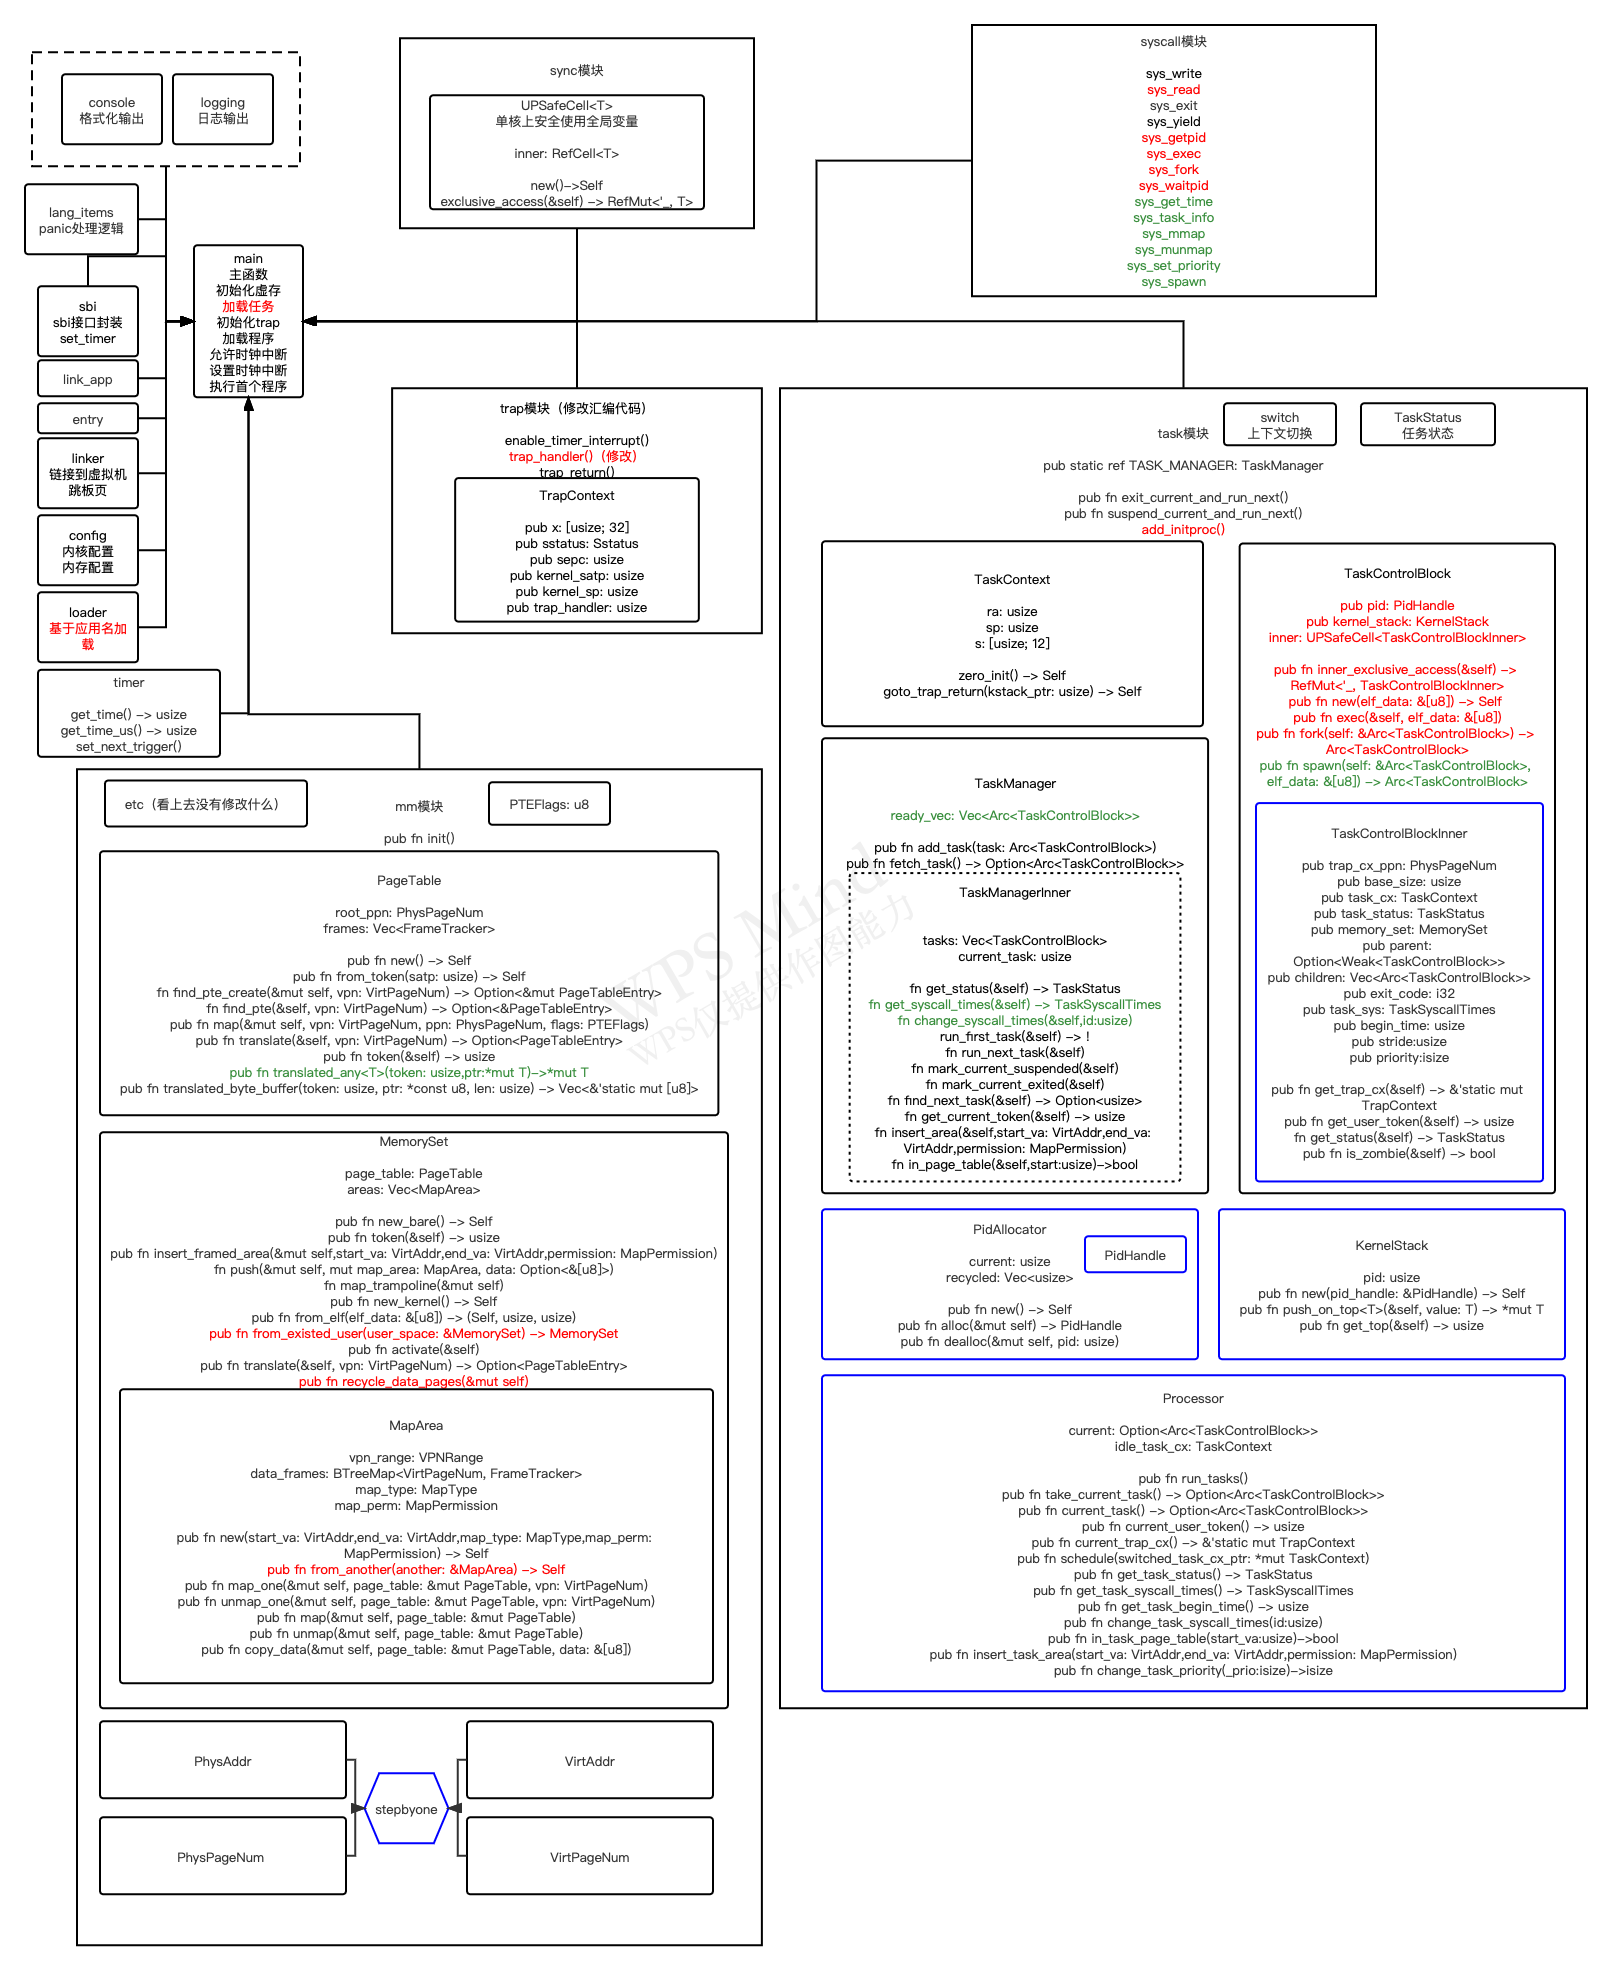 console
格式化输出
logging
日志输出
lang_items
panic处理逻辑
sbi
sbi接口封装
set_timer
link_app
entry
linker
链接到虚拟机
跳板页
config
内核配置
内存配置
loader
基于应用名加
载
timer
get_time() -> usize
get_time_us() -> usize
set_next_trigger()
main
主函数
初始化虚存
加载任务
初始化trap
加载程序
允许时钟中断
设置时钟中断
执行首个程序
sync模块
UPSafeCell<T>
单核上安全使用全局变量
inner: RefCell<T>
new()->Self
exclusive_access(&self) -> RefMut<'_, T>
syscall模块
sys_write
sys_read
sys_exit
sys_yield
sys_getpid
sys_exec
sys_fork
sys_waitpid
sys_get_time
sys_task_info
sys_mmap
sys_munmap
sys_set_priority
sys_spawn
trap模块（修改汇编代码）
enable_timer_interrupt()
trap_handler()（修改）
trap_return()
TrapContext
pub x: [usize; 32]
pub sstatus: Sstatus
pub sepc: usize
pub kernel_satp: usize
pub kernel_sp: usize
pub trap_handler: usize
task模块
switch
上下文切换
TaskStatus
任务状态
pub static ref TASK_MANAGER: TaskManager
pub fn exit_current_and_run_next()
pub fn suspend_current_and_run_next()
add_initproc()
TaskContext
ra: usize
sp: usize
s: [usize; 12]
zero_init() -> Self
goto_trap_return(kstack_ptr: usize) -> Self
TaskManager
ready_vec: Vec<Arc<TaskControlBlock>>
pub fn add_task(task: Arc<TaskControlBlock>)
pub fn fetch_task() -> Option<Arc<TaskControlBlock>>
TaskManagerInner
tasks: Vec<TaskControlBlock>
current_task: usize
fn get_status(&self) -> TaskStatus
fn get_syscall_times(&self) -> TaskSyscallTimes
fn change_syscall_times(&self,id:usize)
run_first_task(&self) -> !
fn run_next_task(&self)
fn mark_current_suspended(&self)
fn mark_current_exited(&self)
fn find_next_task(&self) -> Option<usize>
fn get_current_token(&self) -> usize
fn insert_area(&self,start_va: VirtAddr,end_va:
VirtAddr,permission: MapPermission)
fn in_page_table(&self,start:usize)->bool
TaskControlBlock
pub pid: PidHandle
pub kernel_stack: KernelStack
inner: UPSafeCell<TaskControlBlockInner>
pub fn inner_exclusive_access(&self) ->
RefMut<'_, TaskControlBlockInner>
pub fn new(elf_data: &[u8]) -> Self
pub fn exec(&self, elf_data: &[u8])
pub fn fork(self: &Arc<TaskControlBlock>) ->
Arc<TaskControlBlock>
pub fn spawn(self: &Arc<TaskControlBlock>,
elf_data: &[u8]) -> Arc<TaskControlBlock>
TaskControlBlockInner
pub trap_cx_ppn: PhysPageNum
pub base_size: usize
pub task_cx: TaskContext
pub task_status: TaskStatus
pub memory_set: MemorySet
pub parent:
Option<Weak<TaskControlBlock>>
pub children: Vec<Arc<TaskControlBlock>>
pub exit_code: i32
pub task_sys: TaskSyscallTimes
pub begin_time: usize
pub stride:usize
pub priority:isize
pub fn get_trap_cx(&self) -> &'static mut
TrapContext
pub fn get_user_token(&self) -> usize
fn get_status(&self) -> TaskStatus
pub fn is_zombie(&self) -> bool
PidAllocator
current: usize
recycled: Vec<usize>
pub fn new() -> Self
pub fn alloc(&mut self) -> PidHandle
pub fn dealloc(&mut self, pid: usize)
PidHandle
KernelStack
pid: usize
pub fn new(pid_handle: &PidHandle) -> Self
pub fn push_on_top<T>(&self, value: T) -> *mut T
pub fn get_top(&self) -> usize
Processor
current: Option<Arc<TaskControlBlock>>
idle_task_cx: TaskContext
pub fn run_tasks()
pub fn take_current_task() -> Option<Arc<TaskControlBlock>>
pub fn current_task() -> Option<Arc<TaskControlBlock>>
pub fn current_user_token() -> usize
pub fn current_trap_cx() -> &'static mut TrapContext
pub fn schedule(switched_task_cx_ptr: *mut TaskContext)
pub fn get_task_status() -> TaskStatus
pub fn get_task_syscall_times() -> TaskSyscallTimes
pub fn get_task_begin_time() -> usize
pub fn change_task_syscall_times(id:usize)
pub fn in_task_page_table(start_va:usize)->bool
pub fn insert_task_area(start_va: VirtAddr,end_va: VirtAddr,permission: MapPermission)
pub fn change_task_priority(_prio:isize)->isize
etc（看上去没有修改什么）
mm模块
PTEFlags: u8
pub fn init()
PageTable
root_ppn: PhysPageNum
frames: Vec<FrameTracker>
pub fn new() -> Self
pub fn from_token(satp: usize) -> Self
fn find_pte_create(&mut self, vpn: VirtPageNum) -> Option<&mut PageTableEntry>
fn find_pte(&self, vpn: VirtPageNum) -> Option<&PageTableEntry>
pub fn map(&mut self, vpn: VirtPageNum, ppn: PhysPageNum, flags: PTEFlags)
pub fn translate(&self, vpn: VirtPageNum) -> Option<PageTableEntry>
pub fn token(&self) -> usize
pub fn translated_any<T>(token: usize,ptr:*mut T)->*mut T
pub fn translated_byte_buffer(token: usize, ptr: *const u8, len: usize) -> Vec<&'static mut [u8]>
MemorySet
page_table: PageTable
areas: Vec<MapArea>
pub fn new_bare() -> Self
pub fn token(&self) -> usize
pub fn insert_framed_area(&mut self,start_va: VirtAddr,end_va: VirtAddr,permission: MapPermission)
fn push(&mut self, mut map_area: MapArea, data: Option<&[u8]>)
fn map_trampoline(&mut self)
pub fn new_kernel() -> Self
pub fn from_elf(elf_data: &[u8]) -> (Self, usize, usize)
pub fn from_existed_user(user_space: &MemorySet) -> MemorySet
pub fn activate(&self)
pub fn translate(&self, vpn: VirtPageNum) -> Option<PageTableEntry>
pub fn recycle_data_pages(&mut self)
MapArea
vpn_range: VPNRange
data_frames: BTreeMap<VirtPageNum, FrameTracker>
map_type: MapType
map_perm: MapPermission
pub fn new(start_va: VirtAddr,end_va: VirtAddr,map_type: MapType,map_perm:
MapPermission) -> Self
pub fn from_another(another: &MapArea) -> Self
pub fn map_one(&mut self, page_table: &mut PageTable, vpn: VirtPageNum)
pub fn unmap_one(&mut self, page_table: &mut PageTable, vpn: VirtPageNum)
pub fn map(&mut self, page_table: &mut PageTable)
pub fn unmap(&mut self, page_table: &mut PageTable)
pub fn copy_data(&mut self, page_table: &mut PageTable, data: &[u8])
PhysAddr
VirtAddr
stepbyone
PhysPageNum
VirtPageNum
WPS Mind
WPS仅提供作图能力